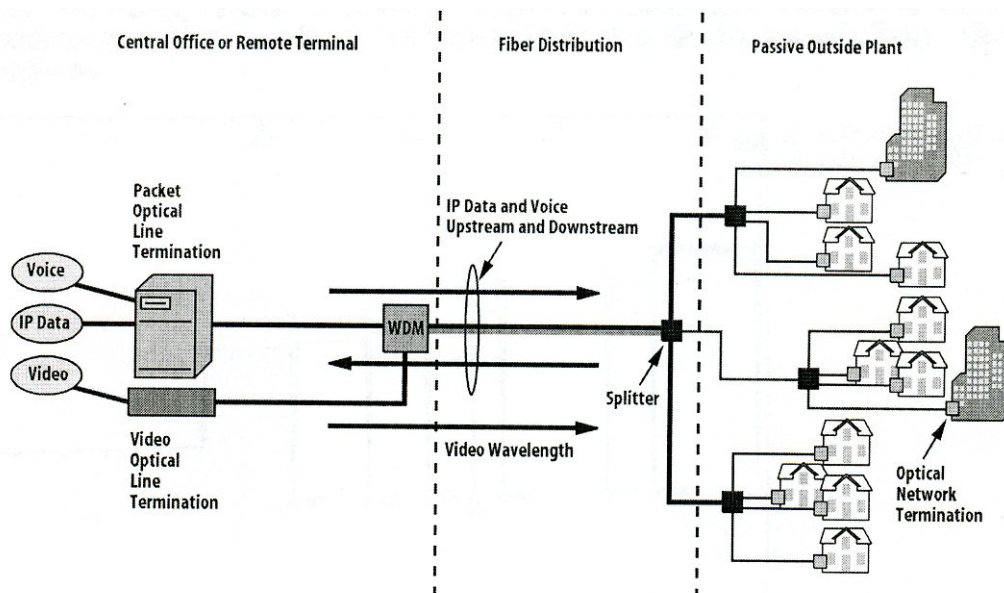 Central Office or Remote Terminal
Fiber Distribution
Passive Outside Plant
Packet
Optical
Line
Termination
IP Data and Voice
Upstream and Downstream
Voice
IP Data
Video
WDM
Splitter
Video Wavelength
Video
Optical
Line
Termination
Optical
Network
Termination